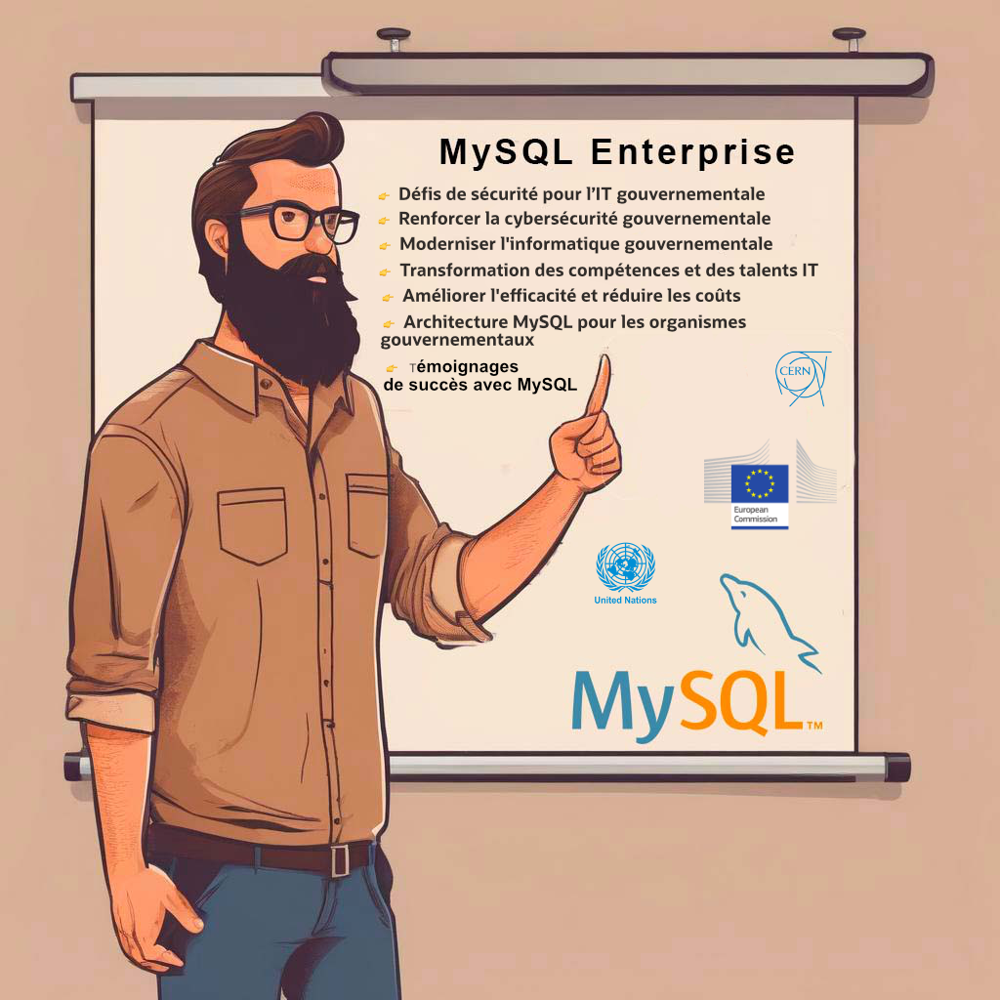 MySQL Enterprise
👉 Défis de sécurité pour l'IT gouvernementale
👉 Renforcer la cybersécurité gouvernementale
👉 Moderniser l'informatique gouvernementale
👉 Transformation des compétences et des talents IT
👉 Améliorer l'efficacité et réduire les coûts
👉 Architecture MySQL pour les organismes
gouvernementaux
👉 Témoignages
de succès avec MySQL
CERN
European
Commission
United Nations
MySQL™